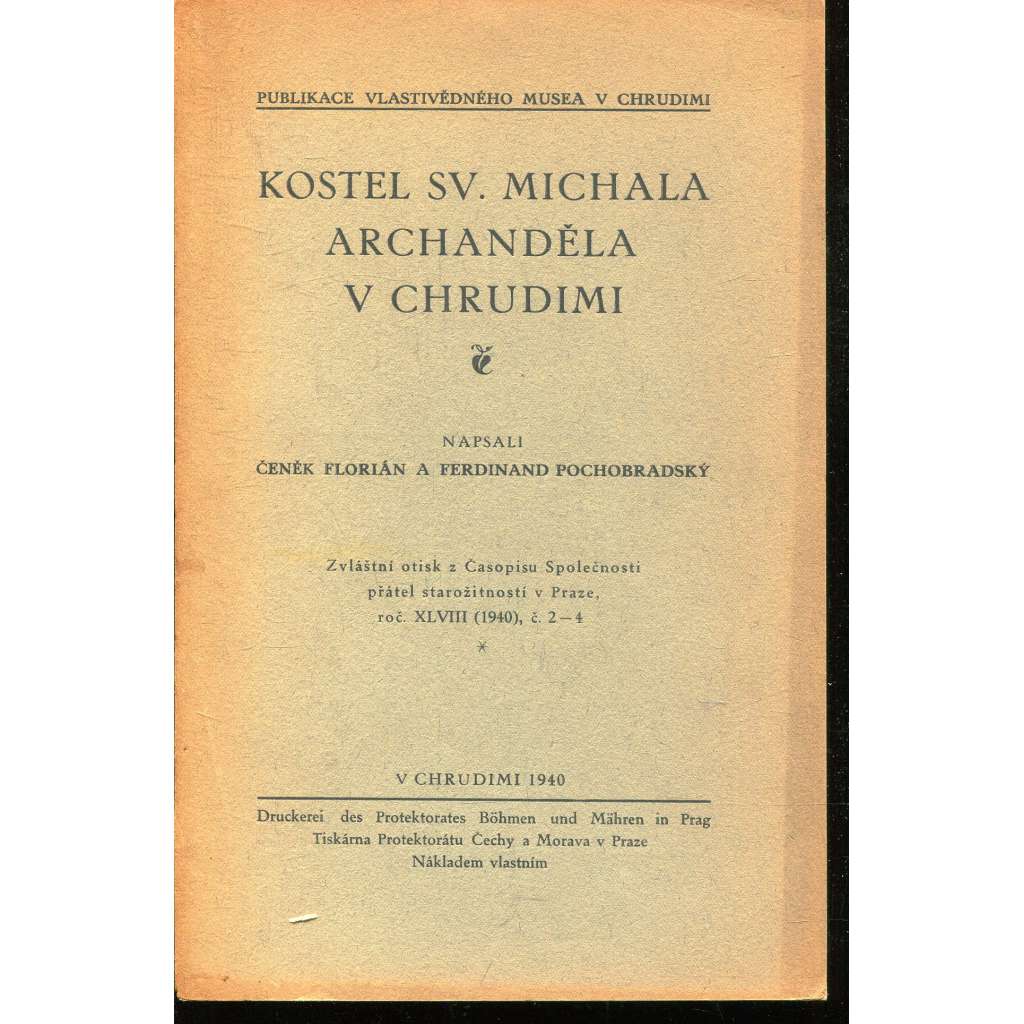 PUBLIKACE VLASTIVĚDNÉHO MUSEA V CHRUDIMI
KOSTEL SV. MICHALA
ARCHANDĚLA
V CHRUDIMI
NAPSALI
ČENĚK FLORIÁN A FERDINAND POCHOBRADSKÝ
Zvláštní otisk z Časopisu Společnosti
přátel starožitností v Praze,
roč. XLVIII (1940), č. 2—4
*
V CHRUDIMI 1940
Druckerei des Protektorates Böhmen und Mähren in Prag
Tiskárna Protektorátu Čechy a Morava v Praze
Nákladem vlastním